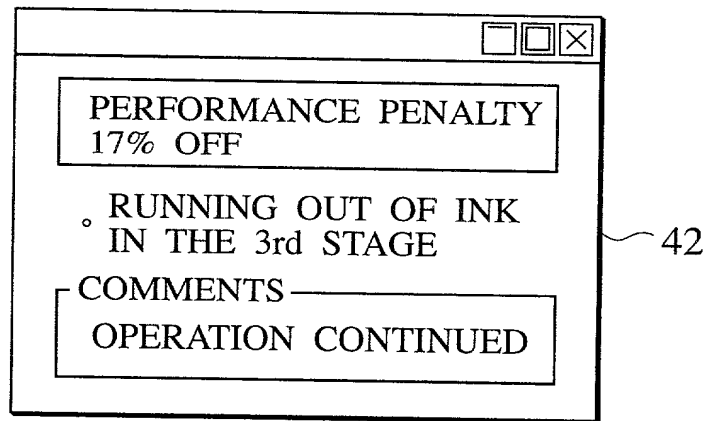 PERFORMANCE PENALTY
17% OFF
RUNNING OUT OF INK
IN THE 3rd STAGE
COMMENTS
OPERATION CONTINUED
42